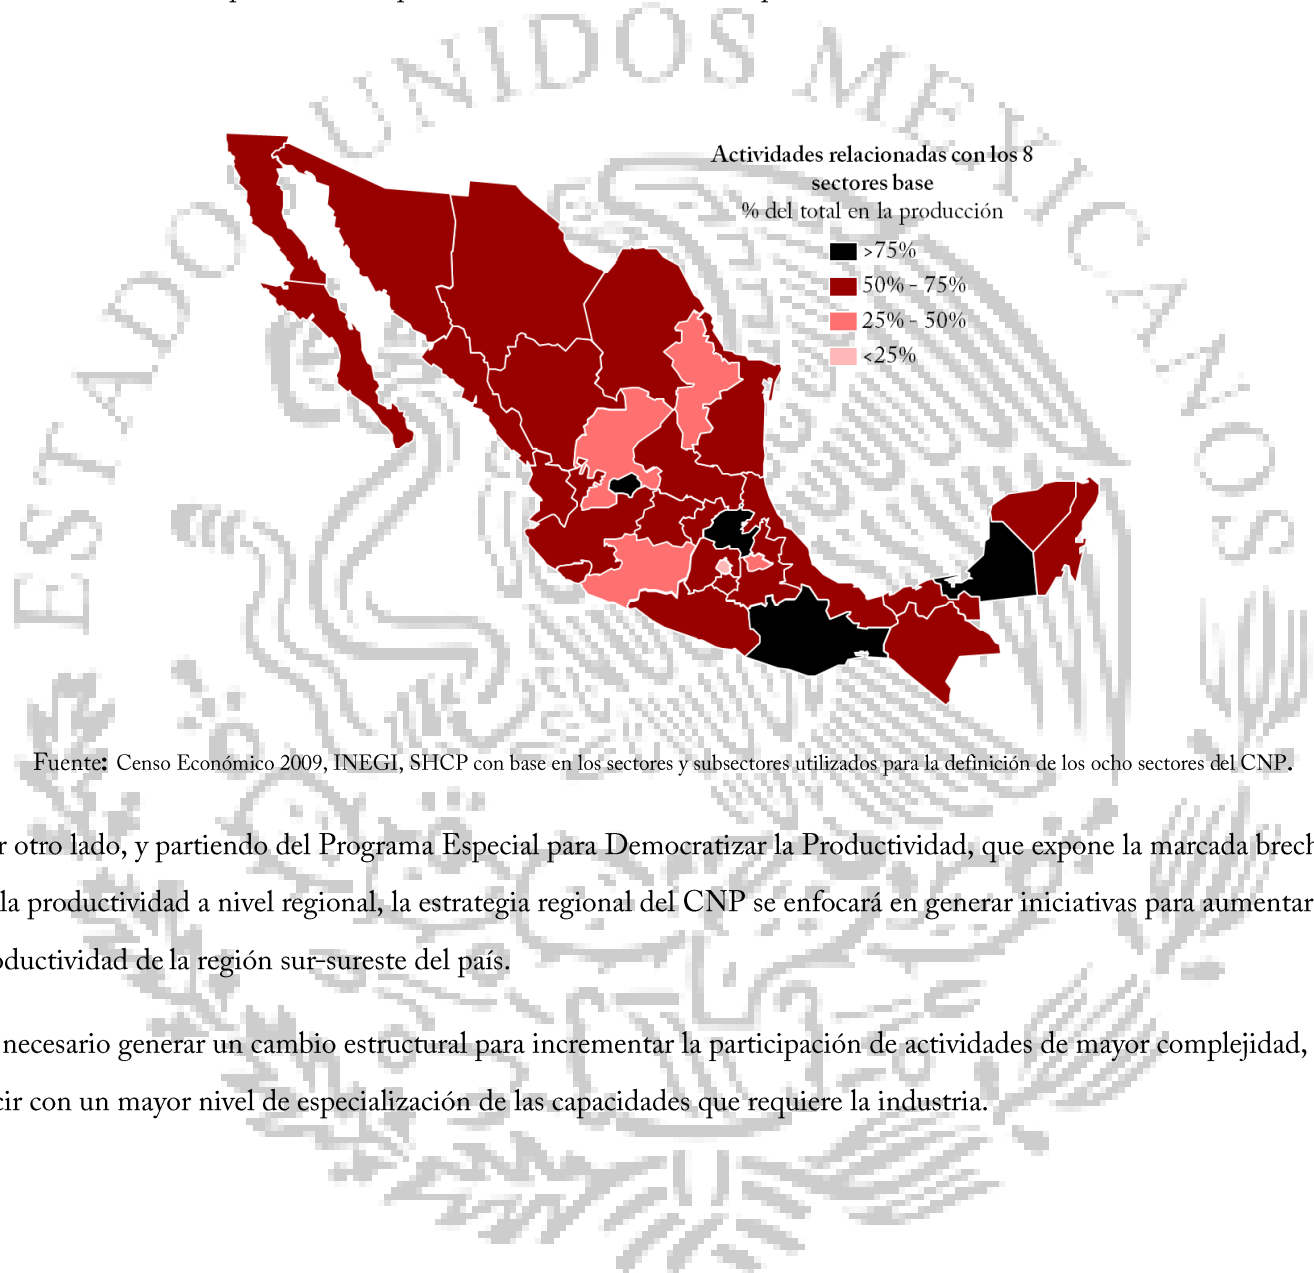 ESTADOS UNIDOS MEXICANOS
Actividades relacionadas con los 8
sectores base
% del total en la producción
>75%
50% - 75%
25% - 50%
<25%
Fuente: Censo Económico 2009, INEGI, SHCP con base en los sectores y subsectores utilizados para la definición de los ocho sectores del CNP.
otro lado, y partiendo del Programa Especial para Democratizar la Productividad, que expone la marcada
la productividad a nivel regional, la estrategia regional del CNP se enfocará en generar iniciativas para aumentar
de la región sur-sureste del país.
necesario generar un cambio estructural para incrementar la participación de actividades de mayor complejidad,
con un mayor nivel de especialización de las capacidades que requiere la industria.